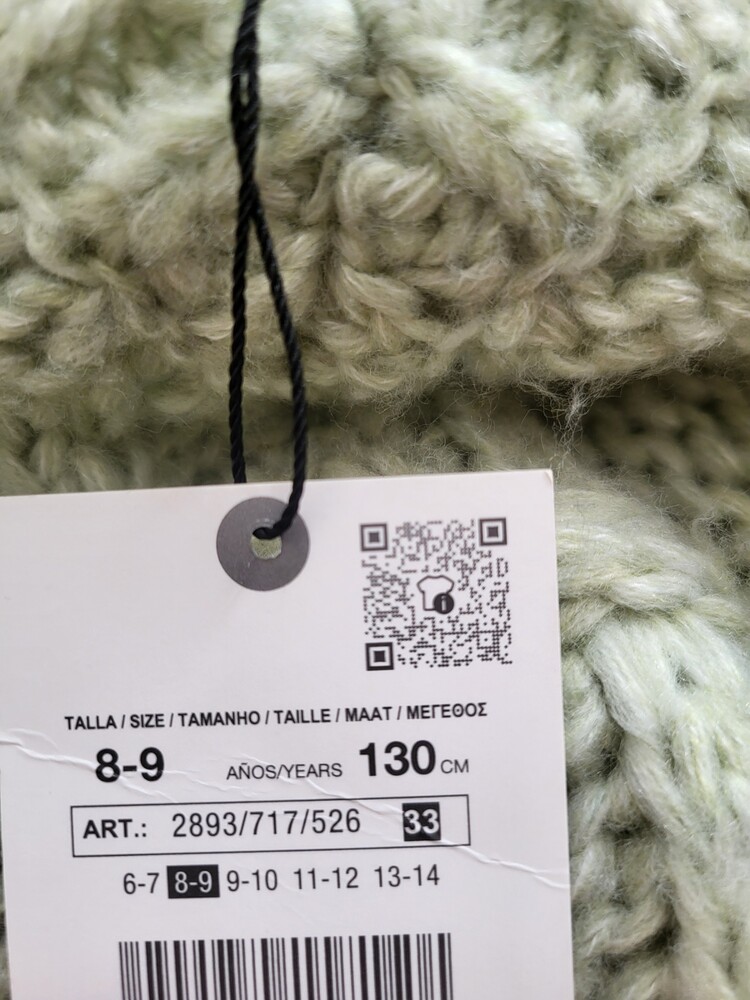 TALLA / SIZE / TAMANHO / TAILLE / MAAT / ΜΕΓΕΘΟΣ
8-9 AÑOS/YEARS 130 CM
ART.: 2893/717/526 33
6-7 8-9 9-10 11-12 13-14